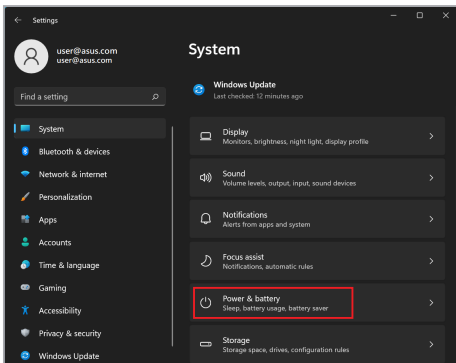 Settings
user@asus.com
user@asus.com
Find a setting
System
Bluetooth & devices
Network & internet
Personalization
Apps
Accounts
Time & language
Gaming
Accessibility
Privacy & security
Windows Update
System
Windows Update
Last checked: 12 minutes ago
Display
Monitors, brightness, night light, display profile
Sound
Volume levels, output, input, sound devices
Notifications
Alerts from apps and system
Focus assist
Notifications, automatic rules
Power & battery
Sleep, battery usage, battery saver
Storage
Storage space, drives, configuration rules